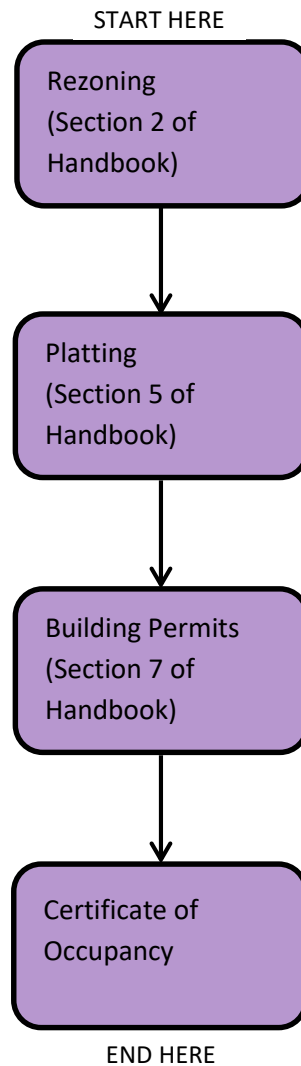 START HERE
Rezoning
(Section 2 of
Handbook)
Platting
(Section 5 of
Handbook)
Building Permits
(Section 7 of
Handbook)
Certificate of
Occupancy
END HERE